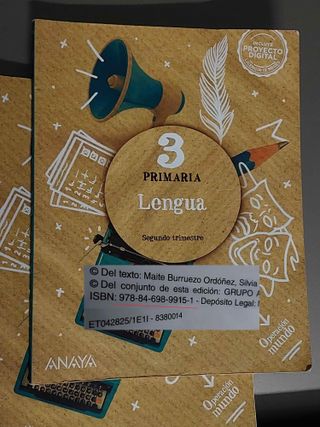 INCLUYE
PROYECTO
DIGITAL
3
PRIMARIA
Lengua
Segundo trimestre
© Del texto: Maite Burruezo Ordóñez, Silvia
© Del conjunto de esta edición: GRUPO A
ISBN: 978-84-698-9915-1 - Depósito Legal:
ET042825/1E1I - 8380014
ANAYA
Operación
mundo
Operación
mundo